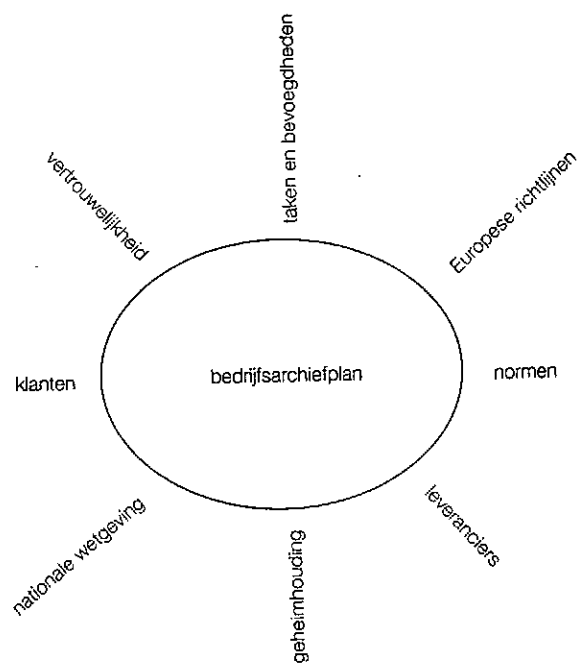 taken en bevoegdheden
vertrouwelijkheid
Europese richtlijnen
klanten
bedrijfsarchiefplan
normen
nationale wetgeving
geheimhouding
leveranciers